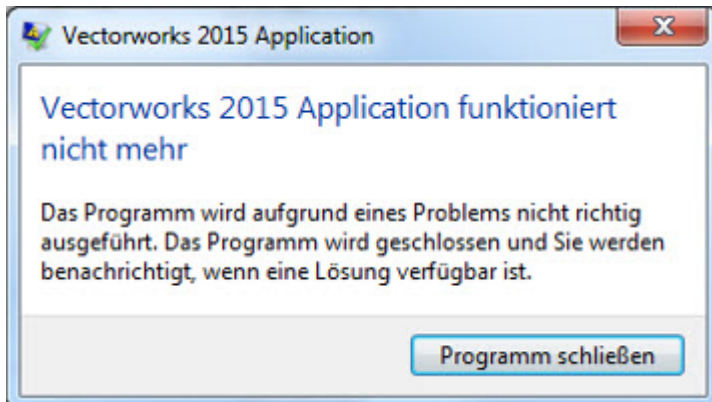 Vectorworks 2015 Application
Vectorworks 2015 Application funktioniert
nicht mehr
Das Programm wird aufgrund eines Problems nicht richtig
ausgeführt. Das Programm wird geschlossen und Sie werden
benachrichtigt, wenn eine Lösung verfügbar ist.
Programm schließen